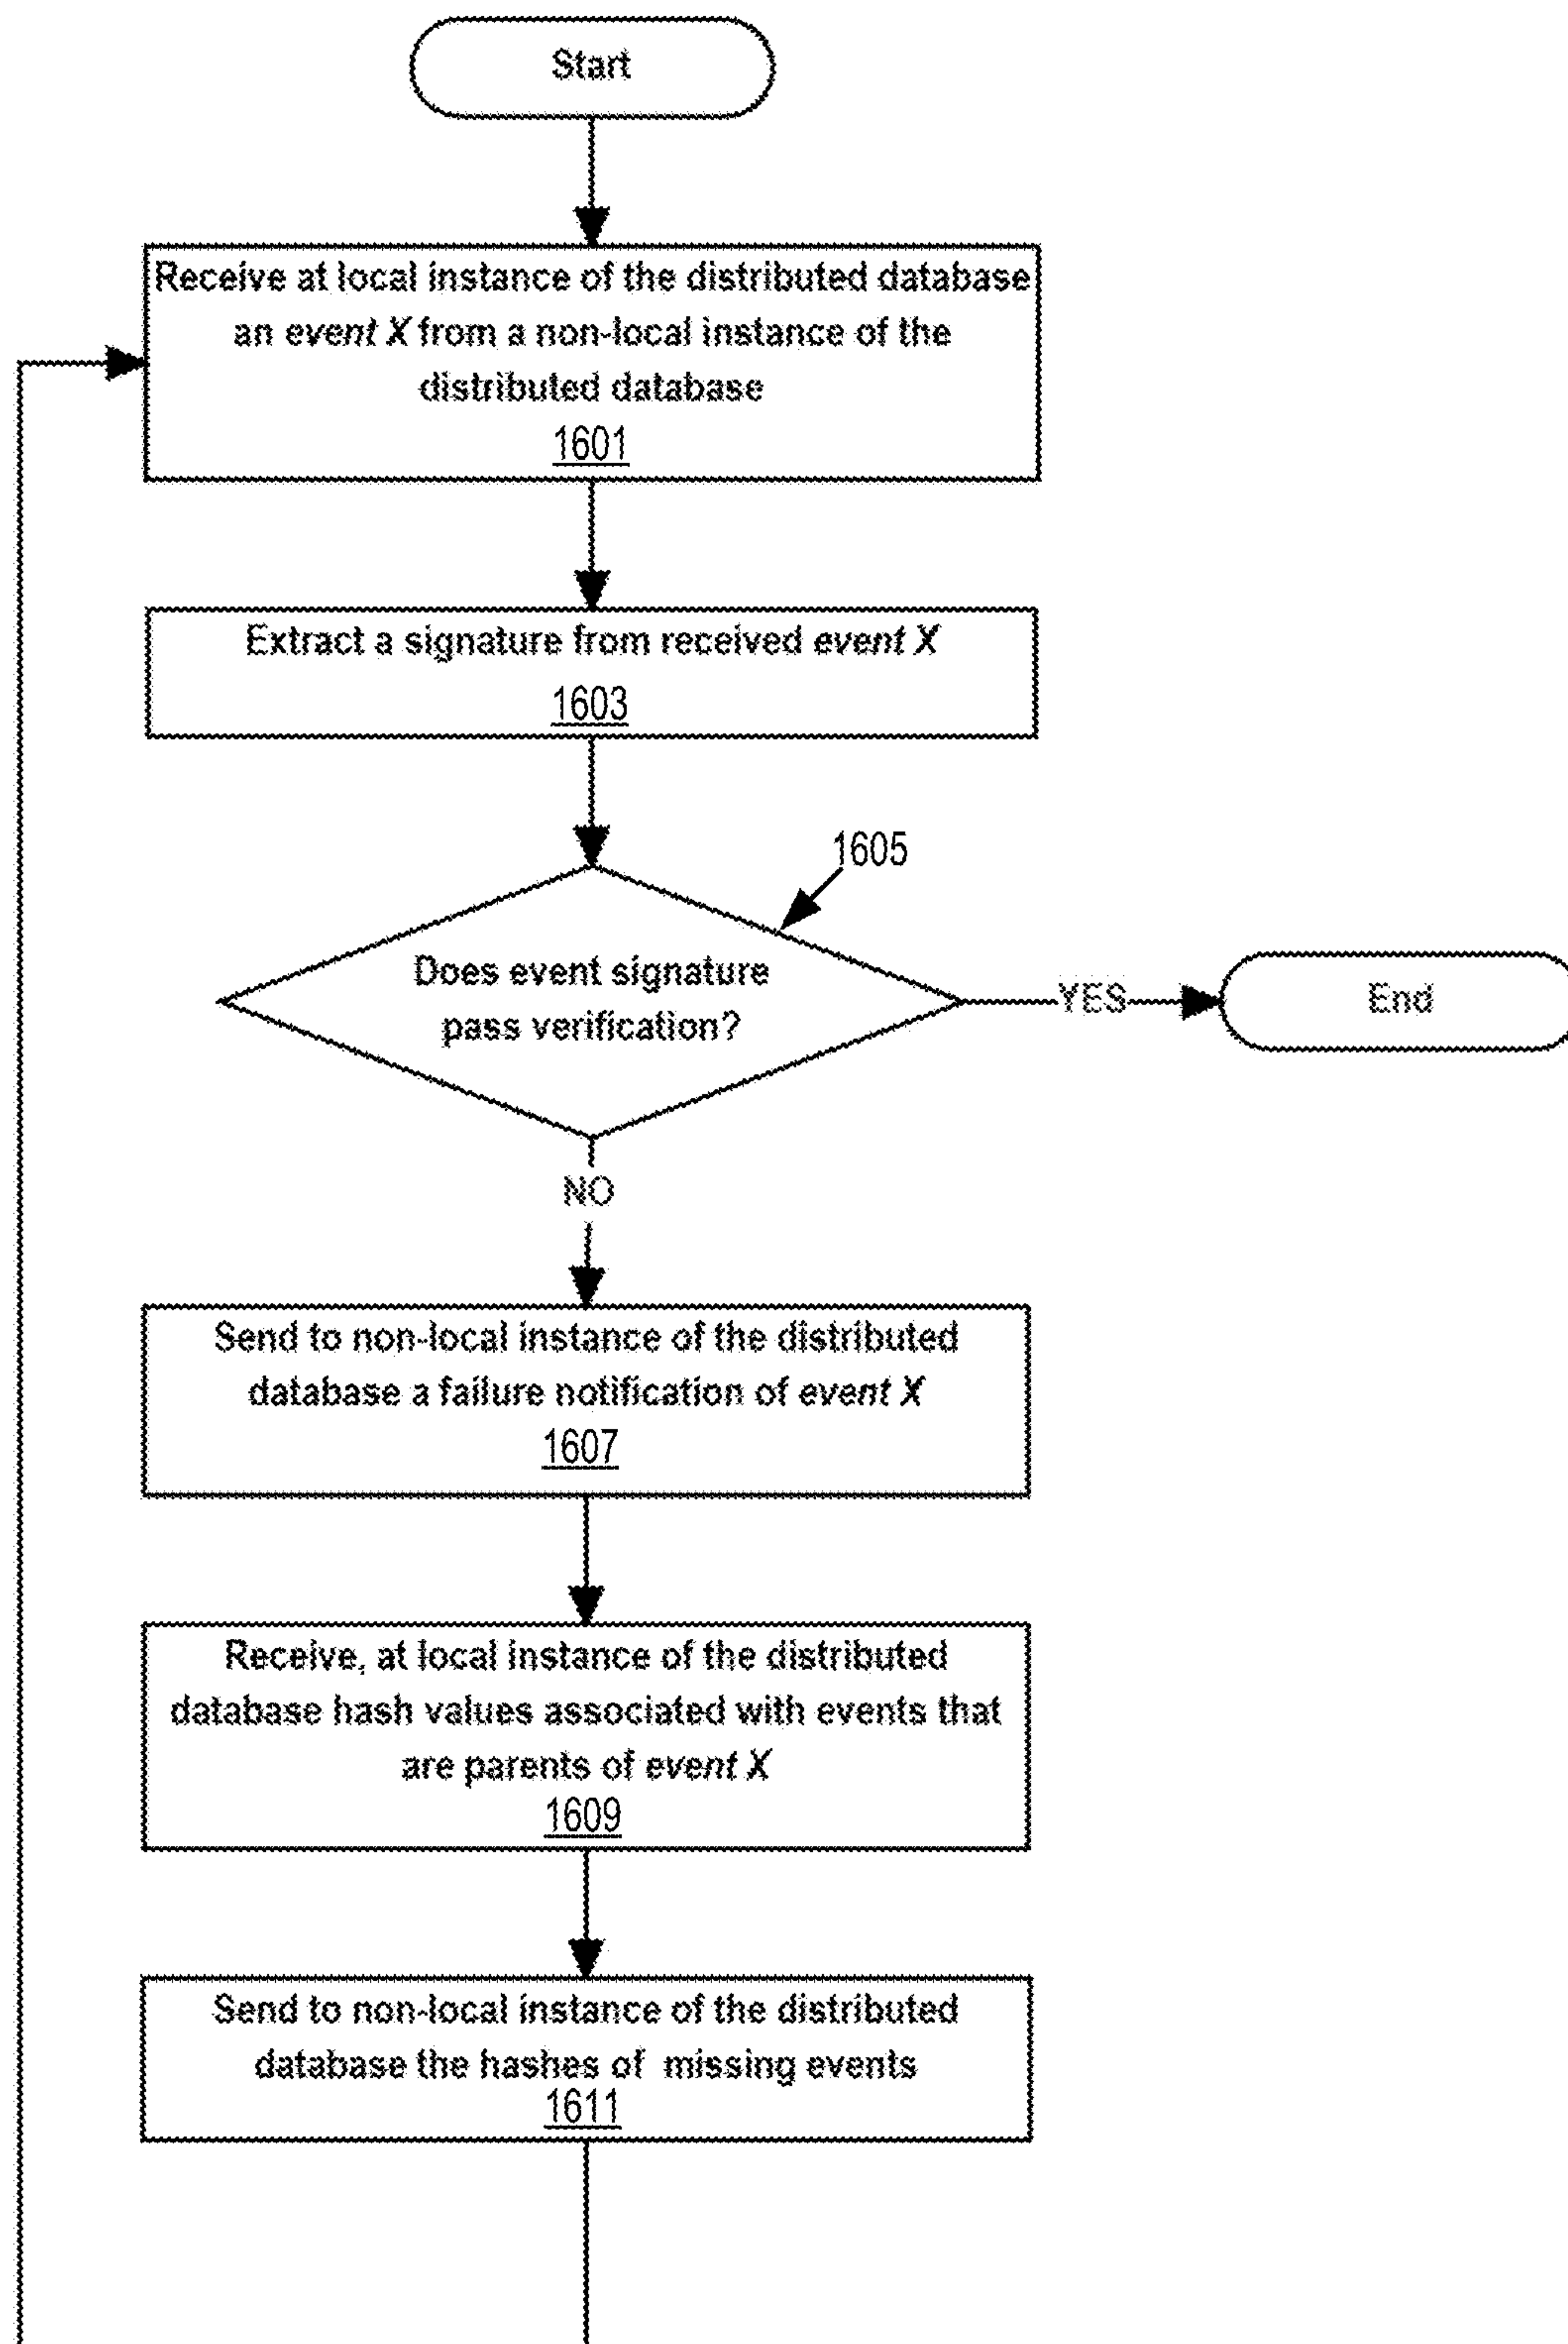 Start
Receive at local instance of the distributed database
an event X from a non-local instance of the
distributed database
1601
Extract a signature from received event X
1603
1605
Does event signature
pass verification?
YES
End
NO
Send to non-local instance of the distributed
database a failure notification of event X
1607
Receive, at local instance of the distributed
database hash values associated with events that
are parents of event X
1609
Send to non-local instance of the distributed
database the hashes of missing events
1611